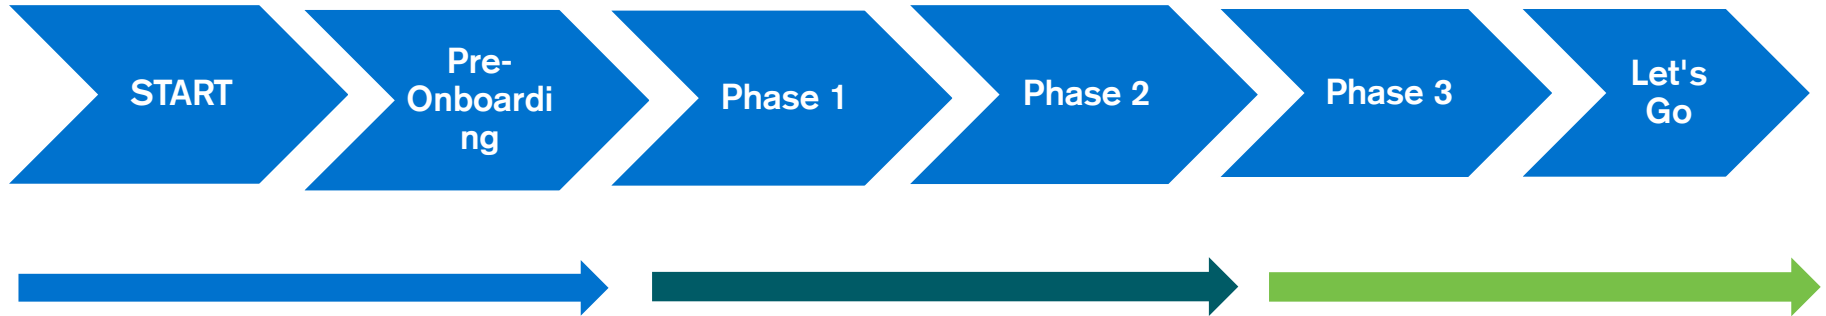 START
Pre-
Onboardi
ng
Phase 1
Phase 2
Phase 3
Let's
Go